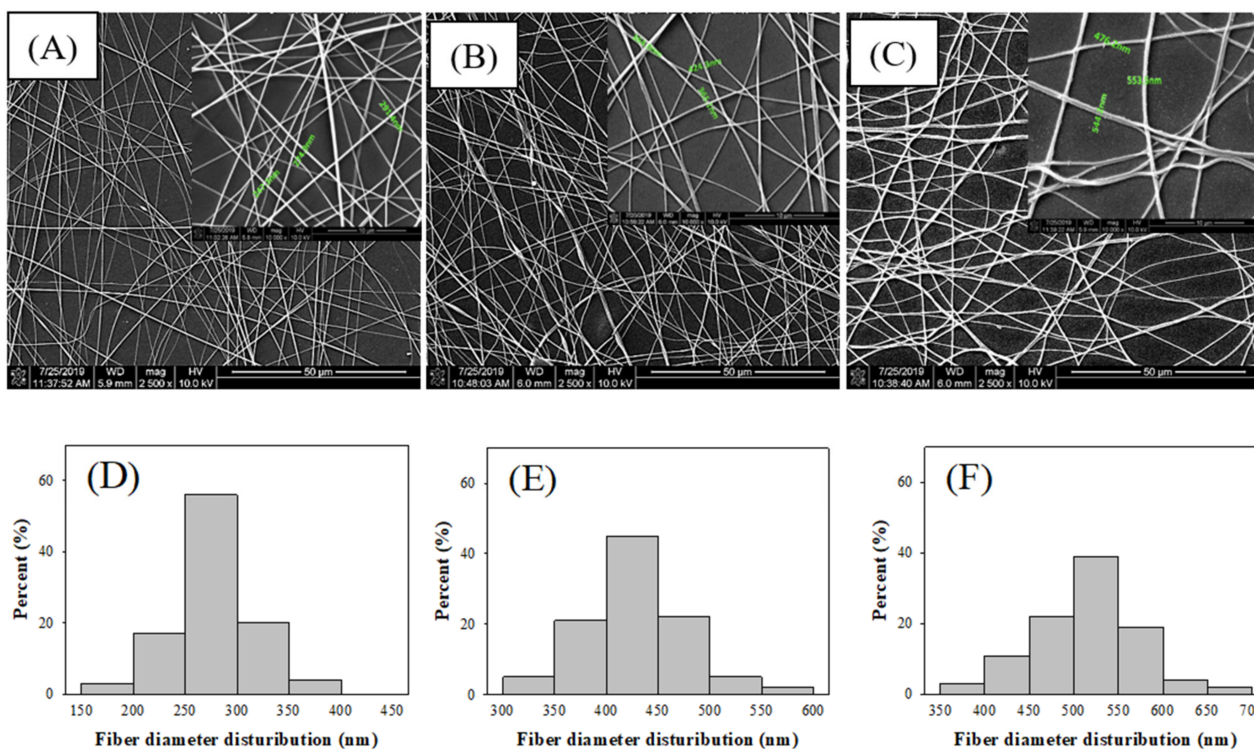 (A)
(B)
(C)
7/25/2019 WD mag HV
11:37:52 AM 5.9 mm 2 500 x 10.0 kV 50 µm
7/25/2019 WD mag HV
10:48:03 AM 6.0 mm 2 500 x 10.0 kV 50 µm
476.2nm
7/25/2019 WD mag HV
10:38:40 AM 6.0 mm 2 500 x 10.0 kV 50 µm
(D)
Percent (%)
60
40
20
0
150 200 250 300 350 400 450
Fiber diameter disturibution (nm)
(E)
Percent (%)
60
40
20
0
300 350 400 450 500 550 600
Fiber diameter disturibution (nm)
(F)
Percent (%)
60
40
20
0
350 400 450 500 550 600 650 70
Fiber diameter disturibution (nm)